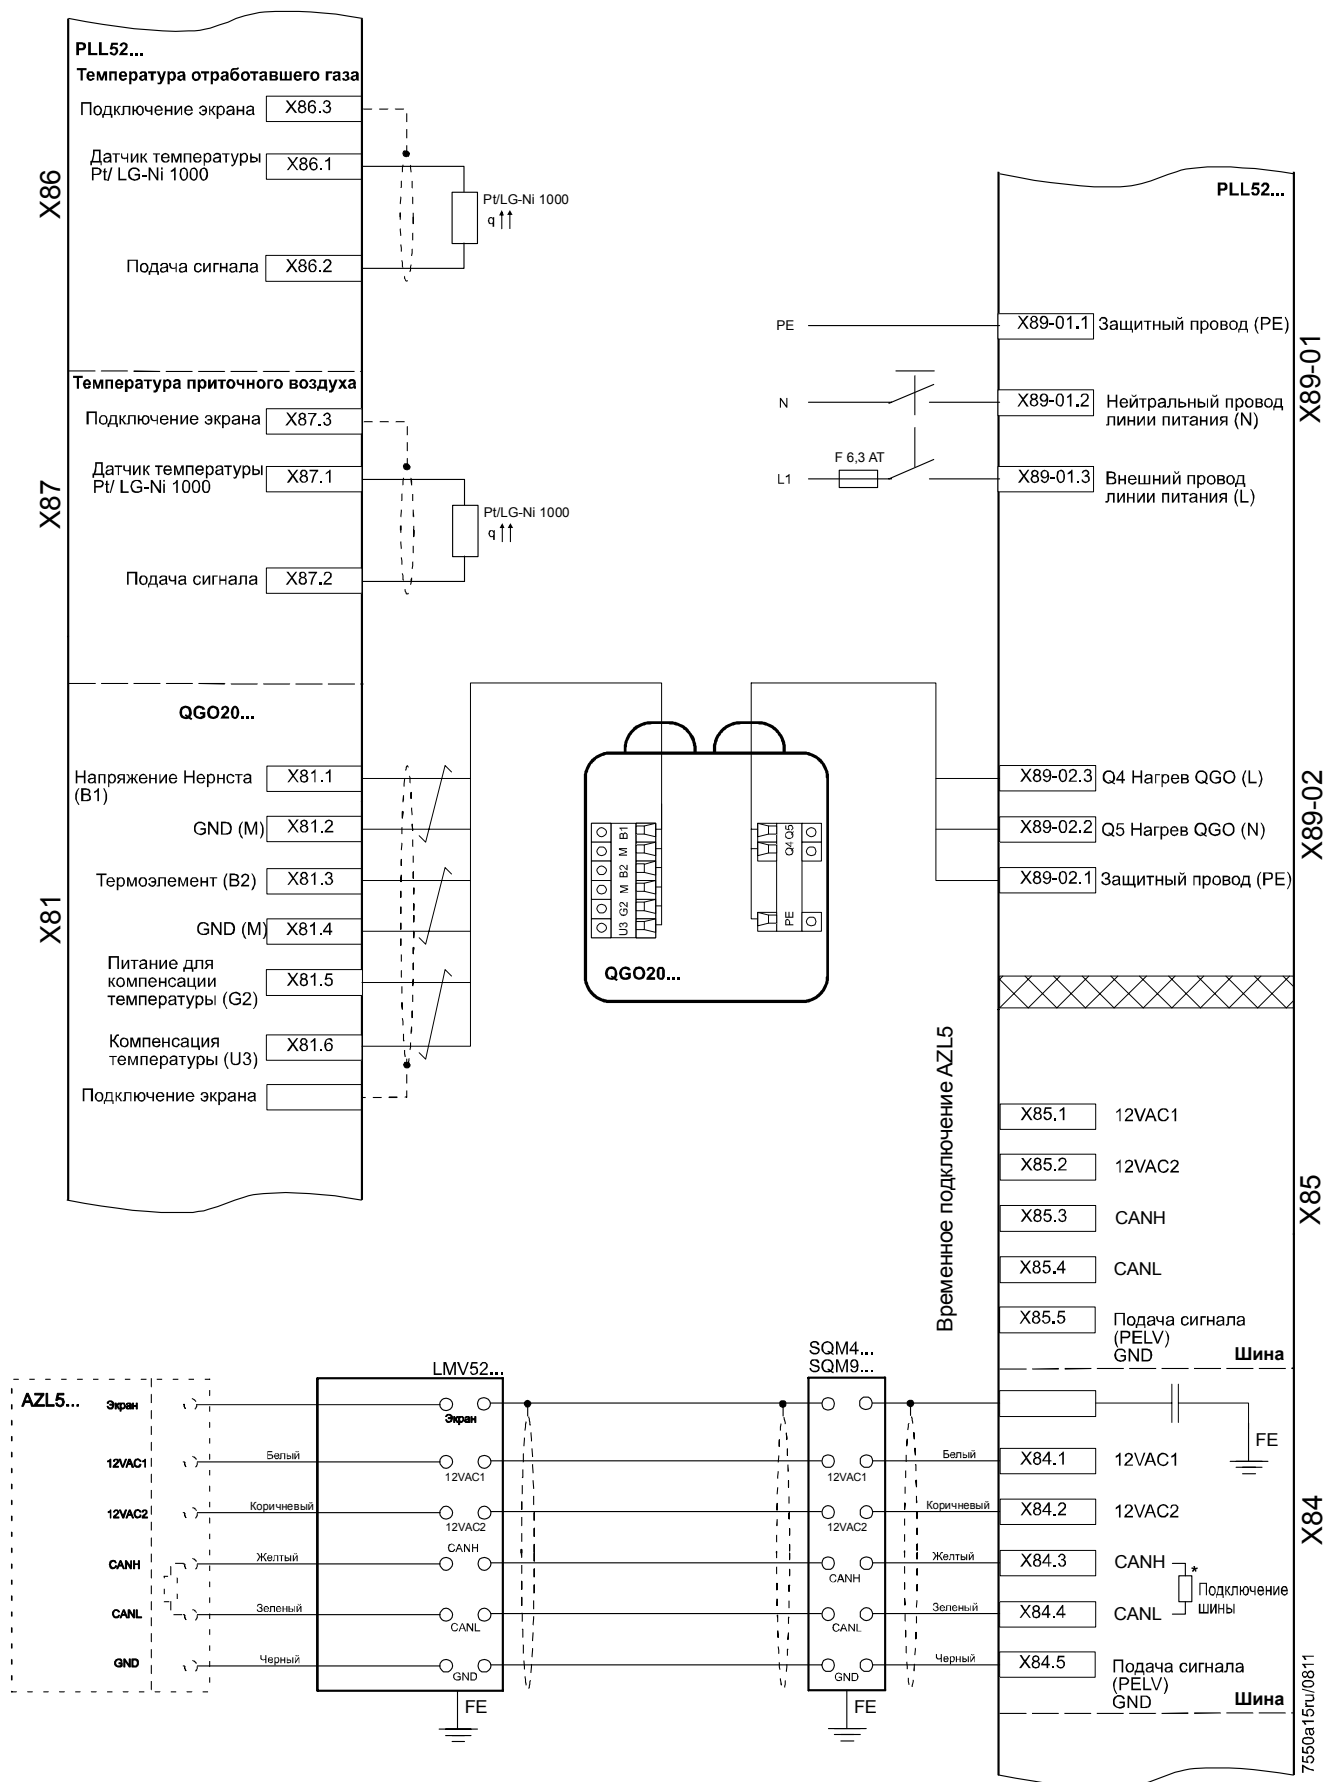 PLL52...
Температура отработавшего газа
Подключение экрана
X86.3
Датчик температуры
Pt/ LG-Ni 1000
X86.1
Pt/LG-Ni 1000
q
Подача сигнала
X86.2
X86
Температура приточного воздуха
Подключение экрана
X87.3
Датчик температуры
Pt/ LG-Ni 1000
X87.1
Pt/LG-Ni 1000
q
Подача сигнала
X87.2
X87
QGO20...
Напряжение Нернста
(B1)
X81.1
GND (M)
X81.2
Термоэлемент (B2)
X81.3
GND (M)
X81.4
Питание для
компенсации
температуры (G2)
X81.5
Компенсация
температуры (U3)
X81.6
Подключение экрана
X81
B1
M
B2
M
G2
U3
Q5
Q4
PE
QGO20...
PLL52...
PE
X89-01.1
Защитный провод (PE)
N
X89-01.2
Нейтральный провод
линии питания (N)
F 6,3 AT
L1
X89-01.3
Внешний провод
линии питания (L)
X89-01
X89-02.3
Q4 Нагрев QGO (L)
X89-02.2
Q5 Нагрев QGO (N)
X89-02.1
Защитный провод (PE)
X89-02
Временное подключение AZL5
X85.1
12VAC1
X85.2
12VAC2
X85.3
CANH
X85.4
CANL
X85.5
Подача сигнала
(PELV)
GND
Шина
X85
FE
X84.1
12VAC1
X84.2
12VAC2
X84.3
CANH
*
Подключение
шины
X84.4
CANL
X84.5
Подача сигнала
(PELV)
GND
Шина
X84
AZL5...
Экран
12VAC1
12VAC2
CANH
CANL
GND
Белый
Коричневый
Желтый
Зеленый
Черный
LMV52...
Экран
12VAC1
12VAC2
CANH
CANL
GND
FE
SQM4...
SQM9...
12VAC1
12VAC2
CANH
CANL
GND
FE
Белый
Коричневый
Желтый
Зеленый
Черный
7550a15ru/0811